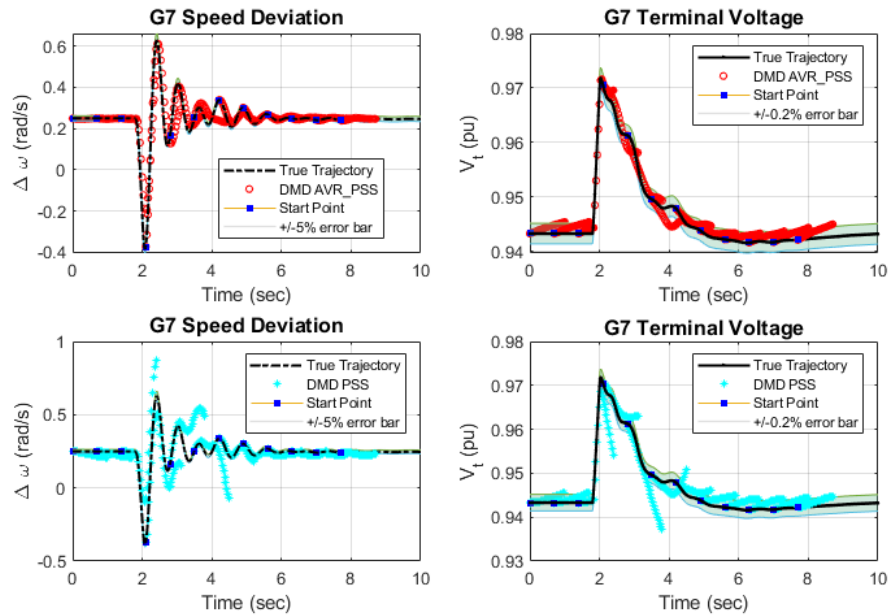 G7 Speed Deviation
0.6
0.4
0.2
0
-0.2
-0.4
Δ ω (rad/s)
0 2 4 6 8 10
Time (sec)
True Trajectory
DMD AVR_PSS
Start Point
+/-5% error bar
G7 Terminal Voltage
0.98
0.97
0.96
0.95
0.94
V_t (pu)
0 2 4 6 8 10
Time (sec)
True Trajectory
DMD AVR_PSS
Start Point
+/-0.2% error bar
G7 Speed Deviation
1
0.5
0
-0.5
Δ ω (rad/s)
0 2 4 6 8 10
Time (sec)
True Trajectory
DMD PSS
Start Point
+/-5% error bar
G7 Terminal Voltage
0.98
0.97
0.96
0.95
0.94
0.93
V_t (pu)
0 2 4 6 8 10
Time (sec)
True Trajectory
DMD PSS
Start Point
+/-0.2% error bar